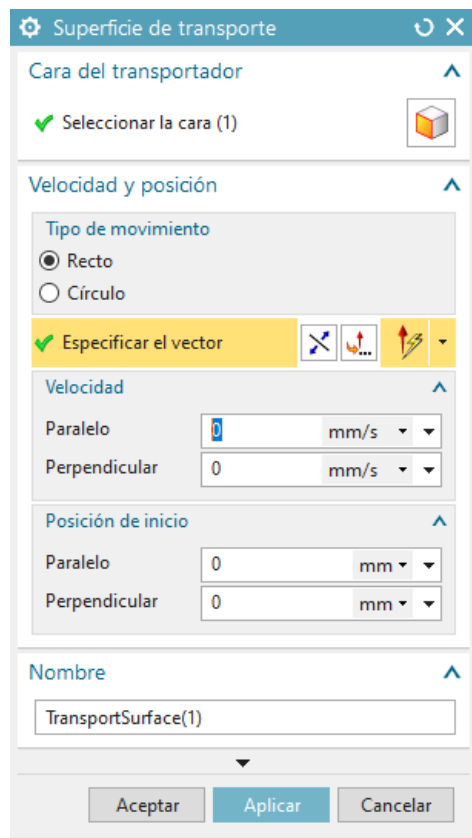 Superficie de transporte
Cara del transportador
Seleccionar la cara (1)
Velocidad y posición
Tipo de movimiento
Recto
Círculo
Especificar el vector
Velocidad
Paralelo 0 mm/s
Perpendicular 0 mm/s
Posición de inicio
Paralelo 0 mm
Perpendicular 0 mm
Nombre
TransportSurface(1)
Aceptar Aplicar Cancelar